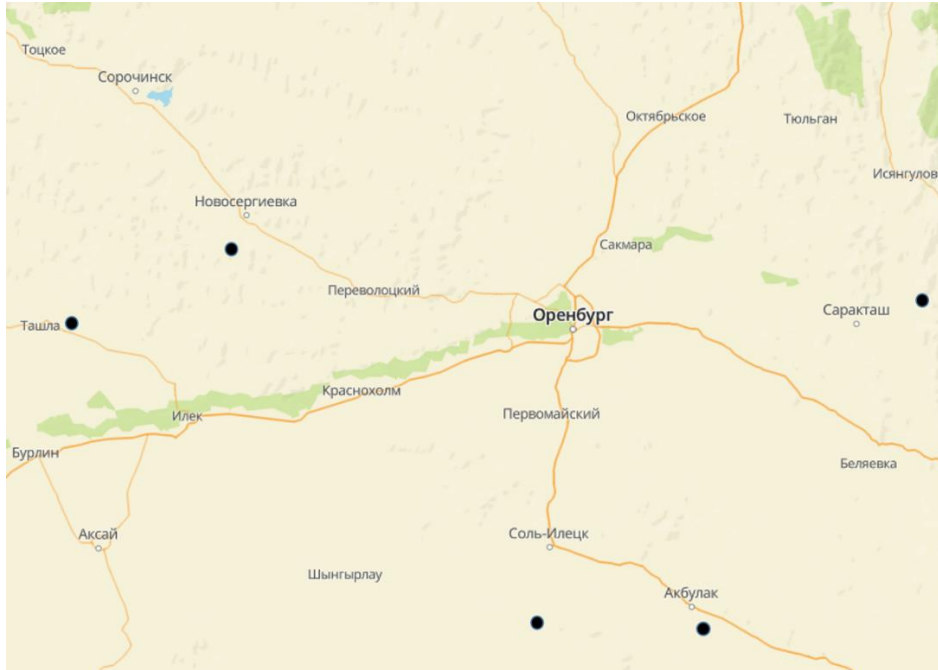 Тоцкое
Сорочинск
Октябрьское
Тюльган
Исянгулов
Новосергиевка
Сакмара
Переволоцкий
Саракташ
Оренбург
Ташла
Краснохолм
Илек
Первомайский
Бурлин
Беляевка
Аксай
Соль-Илецк
Шынгырлау
Акбулак